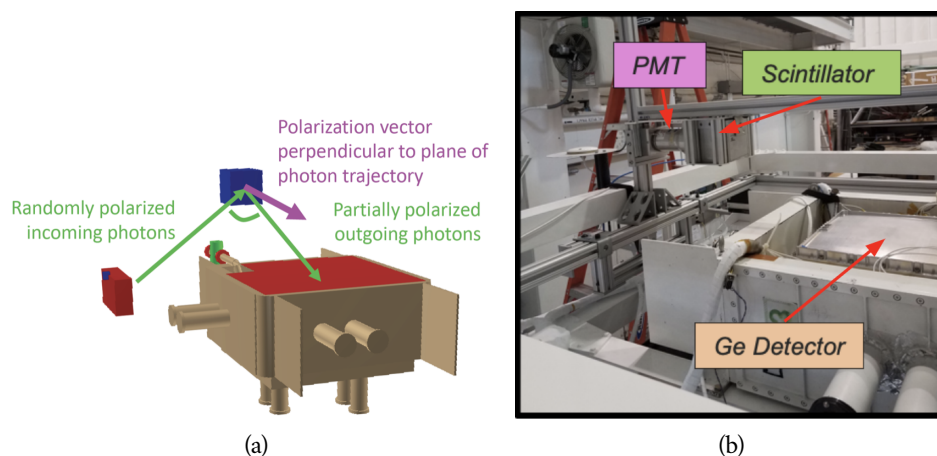 Polarization vector
perpendicular to plane of
photon trajectory
Randomly polarized
incoming photons
Partially polarized
outgoing photons
(a)
PMT
Scintillator
Ge Detector
(b)